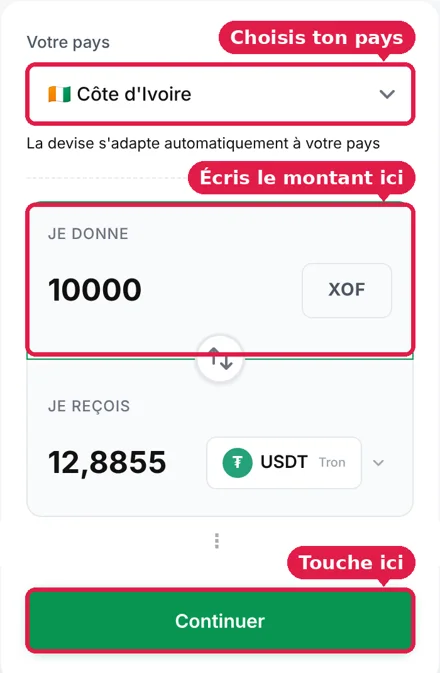 Votre pays
Choisis ton pays
Côte d'Ivoire
La devise s'adapte automatiquement à votre pays
Écris le montant ici
JE DONNE
10000
XOF
JE REÇOIS
12,8855
USDT Tron
Touche ici
Continuer